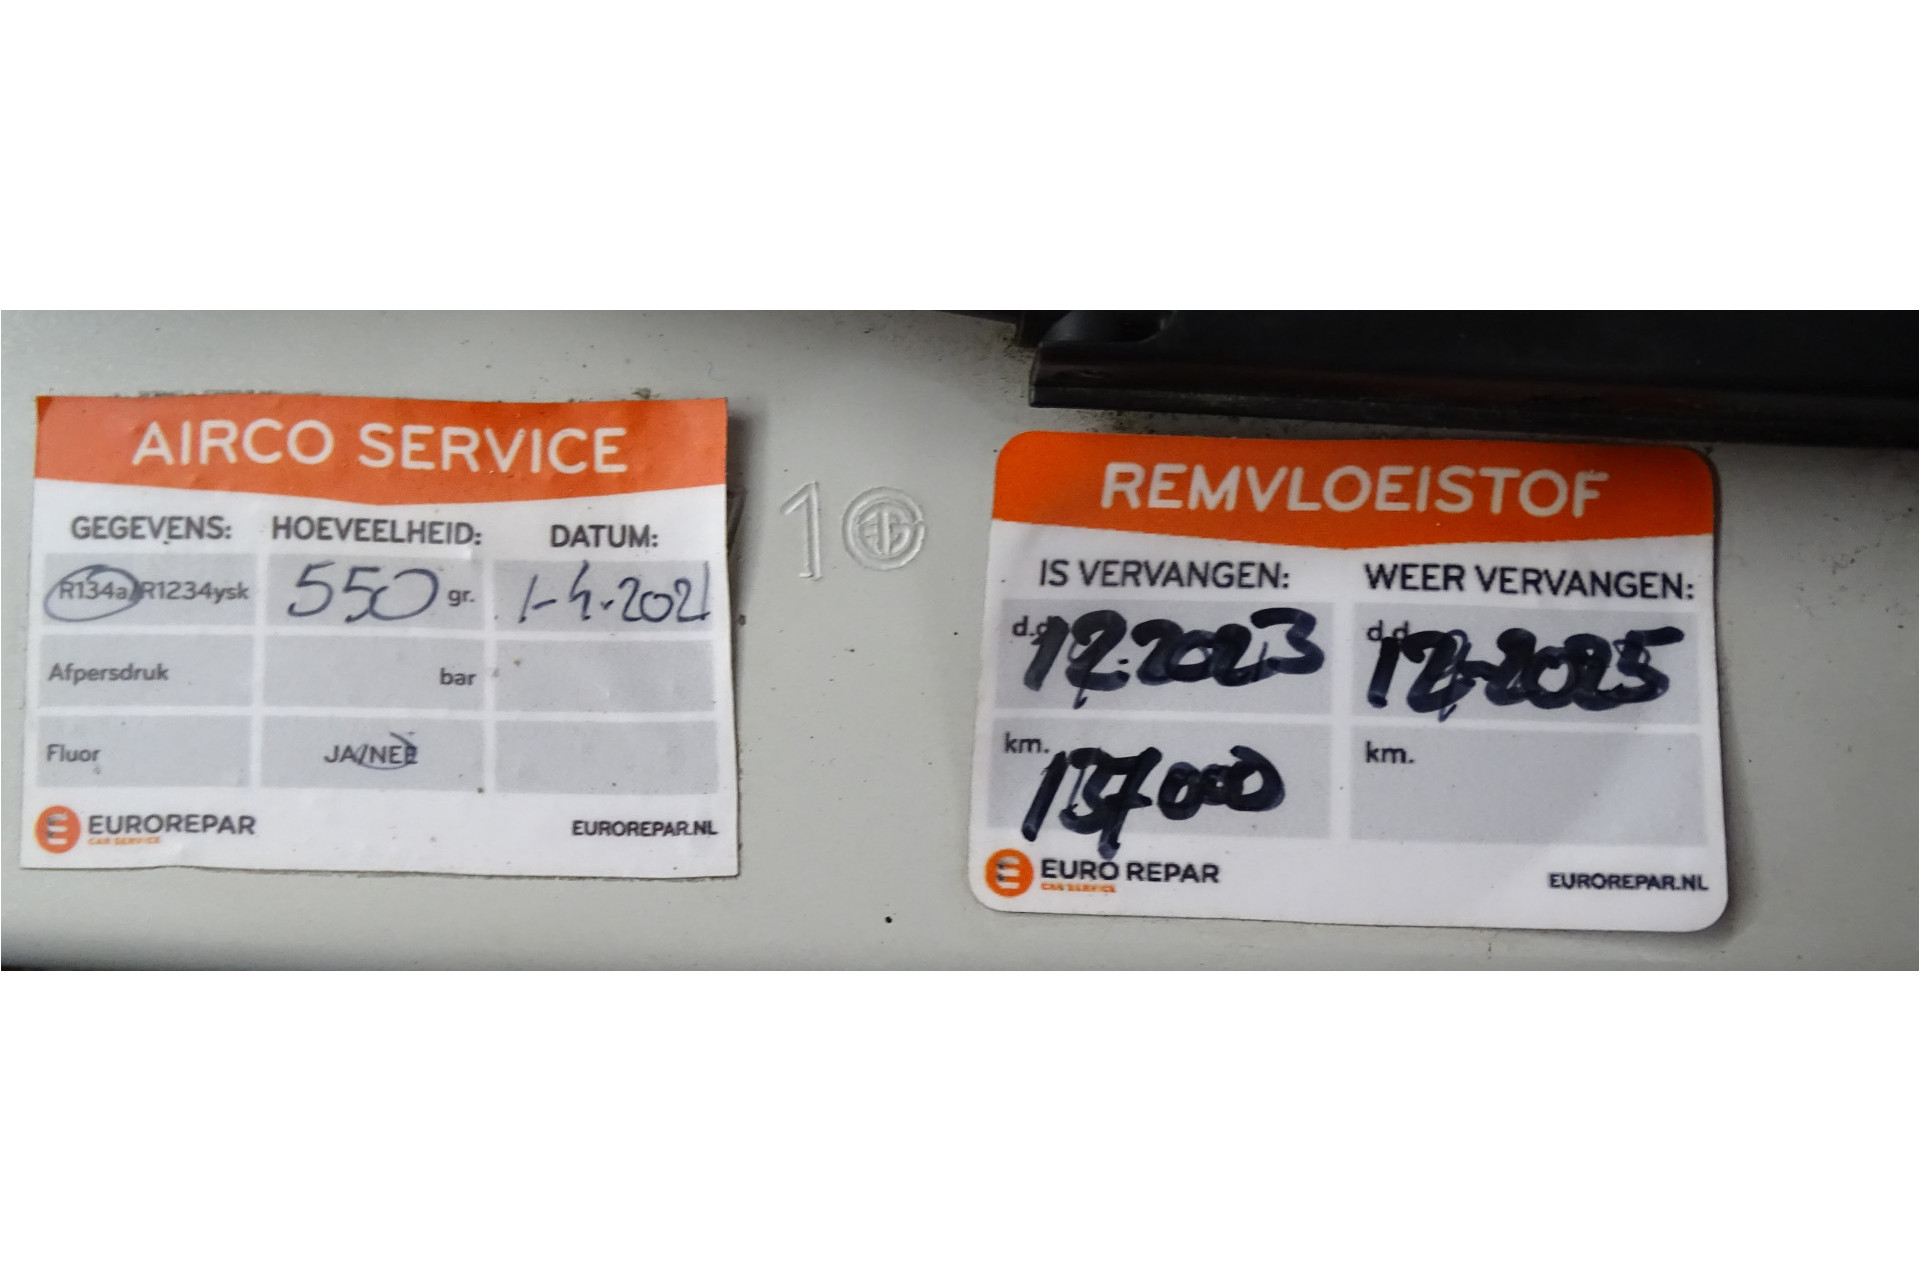 AIRCO SERVICE
GEGEVENS: HOEVEELHEID: DATUM:
R134a/R1234ysk 550 gr. 1-4-2021
Afpersdruk bar
Fluor JA/NEE
EUROREPAR
CAR SERVICE
EUROREPAR.NL
1
REMVLOEISTOF
IS VERVANGEN: WEER VERVANGEN:
d.d. 12-2023 d.d. 12-2025
km. 137000 km.
EURO REPAR
CAR SERVICE
EUROREPAR.NL